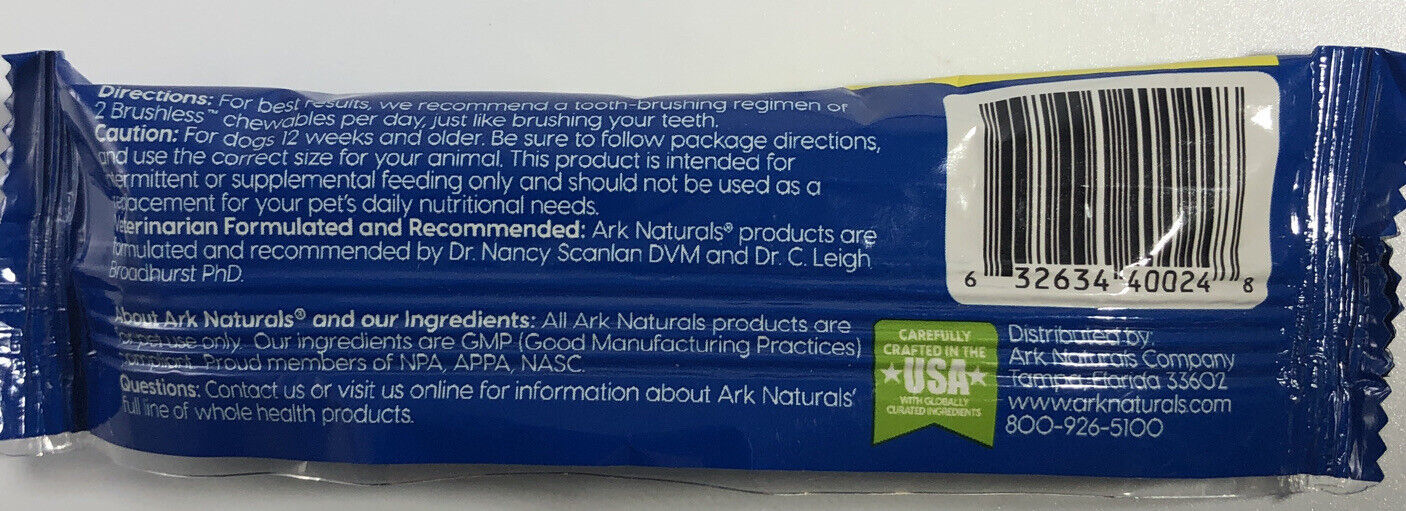 Directions: For best results, we recommend a tooth-brushing regimen of
2 Brushless™ chewables per day, just like brushing your teeth.
Caution: For dogs 12 weeks and older. Be sure to follow package directions,
and use the correct size for your animal. This product is intended for
ermittent or supplemental feeding only and should not be used as a
acement for your pet's daily nutritional needs.
Veterinarian Formulated and Recommended: Ark Naturals® products are
formulated and recommended by Dr. Nancy Scanlan DVM and Dr. C. Leigh
Broadhurst PhD.
About Ark Naturals® and our Ingredients: All Ark Naturals products are
for pet use only. Our ingredients are GMP (Good Manufacturing Practices)
compliant. Proud members of NPA, APPA, NASC.
Questions: Contact us or visit us online for information about Ark Naturals'
full line of whole health products.
6 32634 40024 8
CAREFULLY
CRAFTED IN THE
USA
WITH GLOBALLY
CURATED INGREDIENTS
Distributed by:
Ark Naturals Company
Tampa, Florida 33602
www.arknaturals.com
800-926-5100